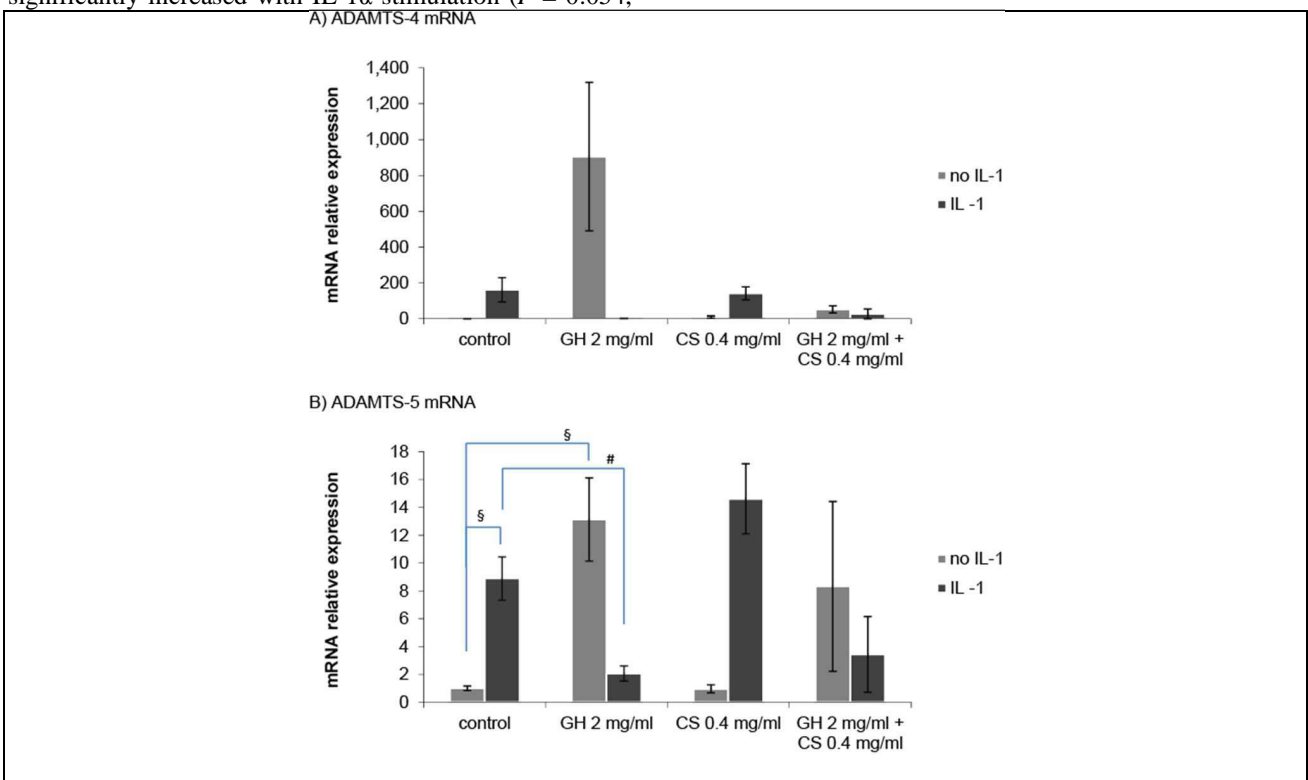 significantly increased with IL-1α stimulation (P = 0.034;
A) ADAMTS-4 mRNA
mRNA relative expression
1,400
1,200
1,000
800
600
400
200
0
control
GH 2 mg/ml
CS 0.4 mg/ml
GH 2 mg/ml +
CS 0.4 mg/ml
no IL-1
IL -1
B) ADAMTS-5 mRNA
mRNA relative expression
18
16
14
12
10
8
6
4
2
0
§
#
§
control
GH 2 mg/ml
CS 0.4 mg/ml
GH 2 mg/ml +
CS 0.4 mg/ml
no IL-1
IL -1